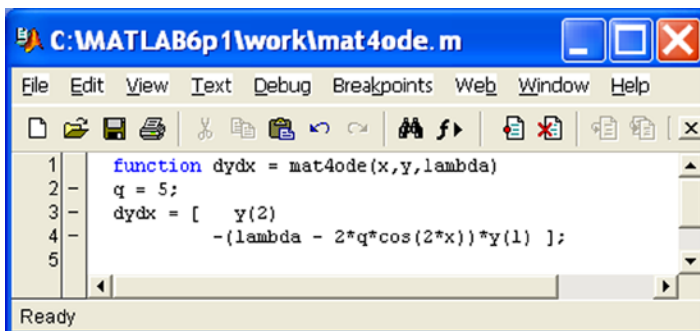 C:\MATLAB6p1\work\mat4ode.m
File Edit View Text Debug Breakpoints Web Window Help
1 function dydx = mat4ode(x,y,lambda)
2 - q = 5;
3 - dydx = [ y(2)
4 - -(lambda - 2*q*cos(2*x))*y(1) ];
5
Ready